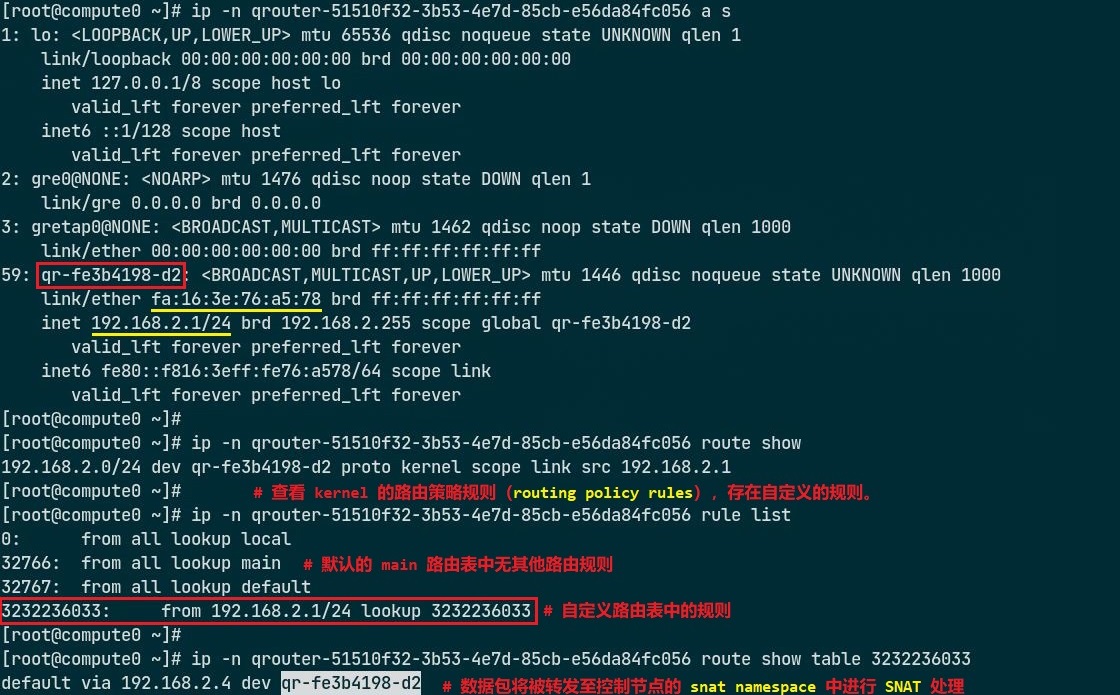 [root@compute0 ~]# ip -n qrouter-51510f32-3b53-4e7d-85cb-e56da84fc056 a s
1: lo: <LOOPBACK,UP,LOWER_UP> mtu 65536 qdisc noqueue state UNKNOWN qlen 1
    link/loopback 00:00:00:00:00:00 brd 00:00:00:00:00:00
    inet 127.0.0.1/8 scope host lo
       valid_lft forever preferred_lft forever
    inet6 ::1/128 scope host
       valid_lft forever preferred_lft forever
2: gre0@NONE: <NOARP> mtu 1476 qdisc noop state DOWN qlen 1
    link/gre 0.0.0.0 brd 0.0.0.0
3: gretap0@NONE: <BROADCAST,MULTICAST> mtu 1462 qdisc noop state DOWN qlen 1000
    link/ether 00:00:00:00:00:00 brd ff:ff:ff:ff:ff:ff
59: qr-fe3b4198-d2: <BROADCAST,MULTICAST,UP,LOWER_UP> mtu 1446 qdisc noqueue state UNKNOWN qlen 1000
    link/ether fa:16:3e:76:a5:78 brd ff:ff:ff:ff:ff:ff
    inet 192.168.2.1/24 brd 192.168.2.255 scope global qr-fe3b4198-d2
       valid_lft forever preferred_lft forever
    inet6 fe80::f816:3eff:fe76:a578/64 scope link
       valid_lft forever preferred_lft forever
[root@compute0 ~]#
[root@compute0 ~]# ip -n qrouter-51510f32-3b53-4e7d-85cb-e56da84fc056 route show
192.168.2.0/24 dev qr-fe3b4198-d2 proto kernel scope link src 192.168.2.1
[root@compute0 ~]# # 查看 kernel 的路由策略规则（routing policy rules），存在自定义的规则。
[root@compute0 ~]# ip -n qrouter-51510f32-3b53-4e7d-85cb-e56da84fc056 rule list
0:      from all lookup local
32766:  from all lookup main # 默认的 main 路由表中无其他路由规则
32767:  from all lookup default
3232236033:     from 192.168.2.1/24 lookup 3232236033 # 自定义路由表中的规则
[root@compute0 ~]#
[root@compute0 ~]# ip -n qrouter-51510f32-3b53-4e7d-85cb-e56da84fc056 route show table 3232236033
default via 192.168.2.4 dev qr-fe3b4198-d2 # 数据包将被转发至控制节点的 snat namespace 中进行 SNAT 处理